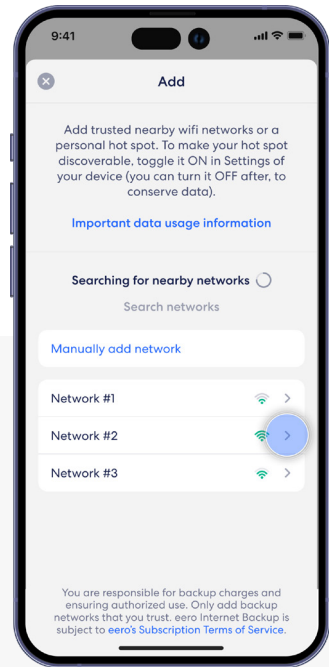 9:41
Add
Add trusted nearby wifi networks or a
personal hot spot. To make your hot spot
discoverable, toggle it ON in Settings of
your device (you can turn it OFF after, to
conserve data).
Important data usage information
Searching for nearby networks
Search networks
Manually add network
Network #1
Network #2
Network #3
You are responsible for backup charges and
ensuring authorized use. Only add backup
networks that you trust. eero Internet Backup is
subject to eero's Subscription Terms of Service.